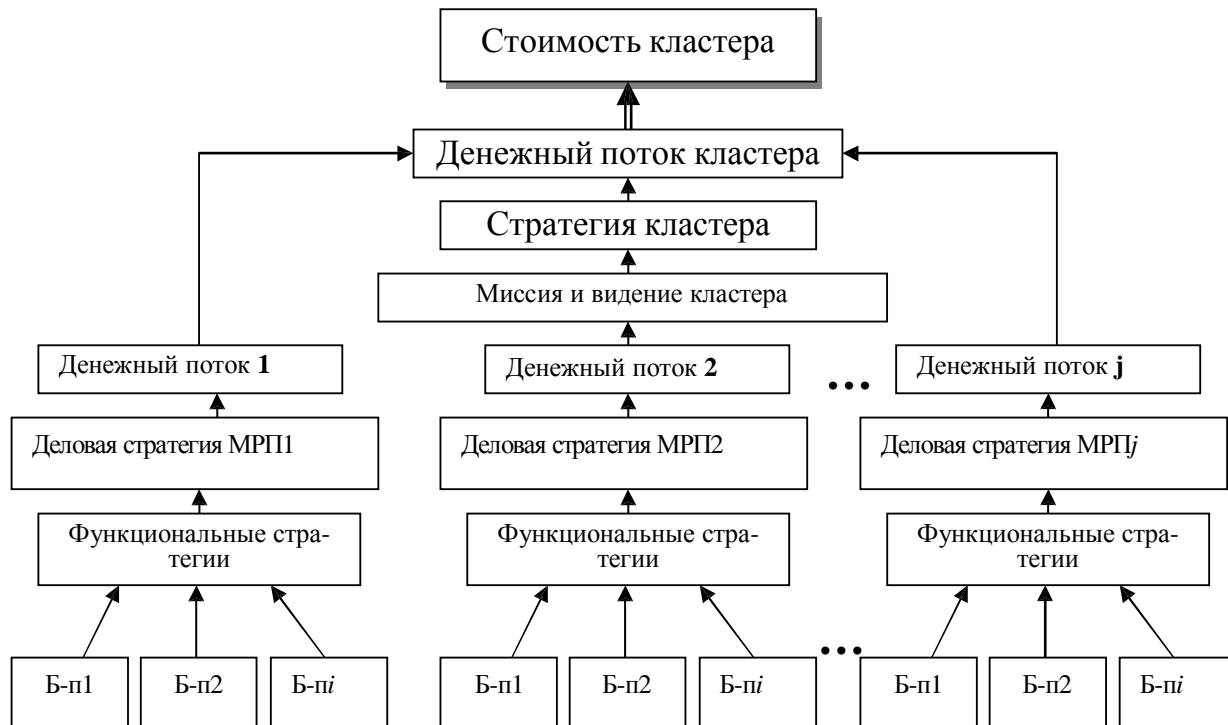 Стоимость кластера
Денежный поток кластера
Стратегия кластера
Миссия и видение кластера
Денежный поток 1
Денежный поток 2
...
Денежный поток j
Деловая стратегия МРП1
Деловая стратегия МРП2
Деловая стратегия МРПj
Функциональные стра-
тегии
Функциональные стра-
тегии
Функциональные стра-
тегии
Б-п1
Б-п2
Б-пi
Б-п1
Б-п2
Б-пi
...
Б-п1
Б-п2
Б-пi